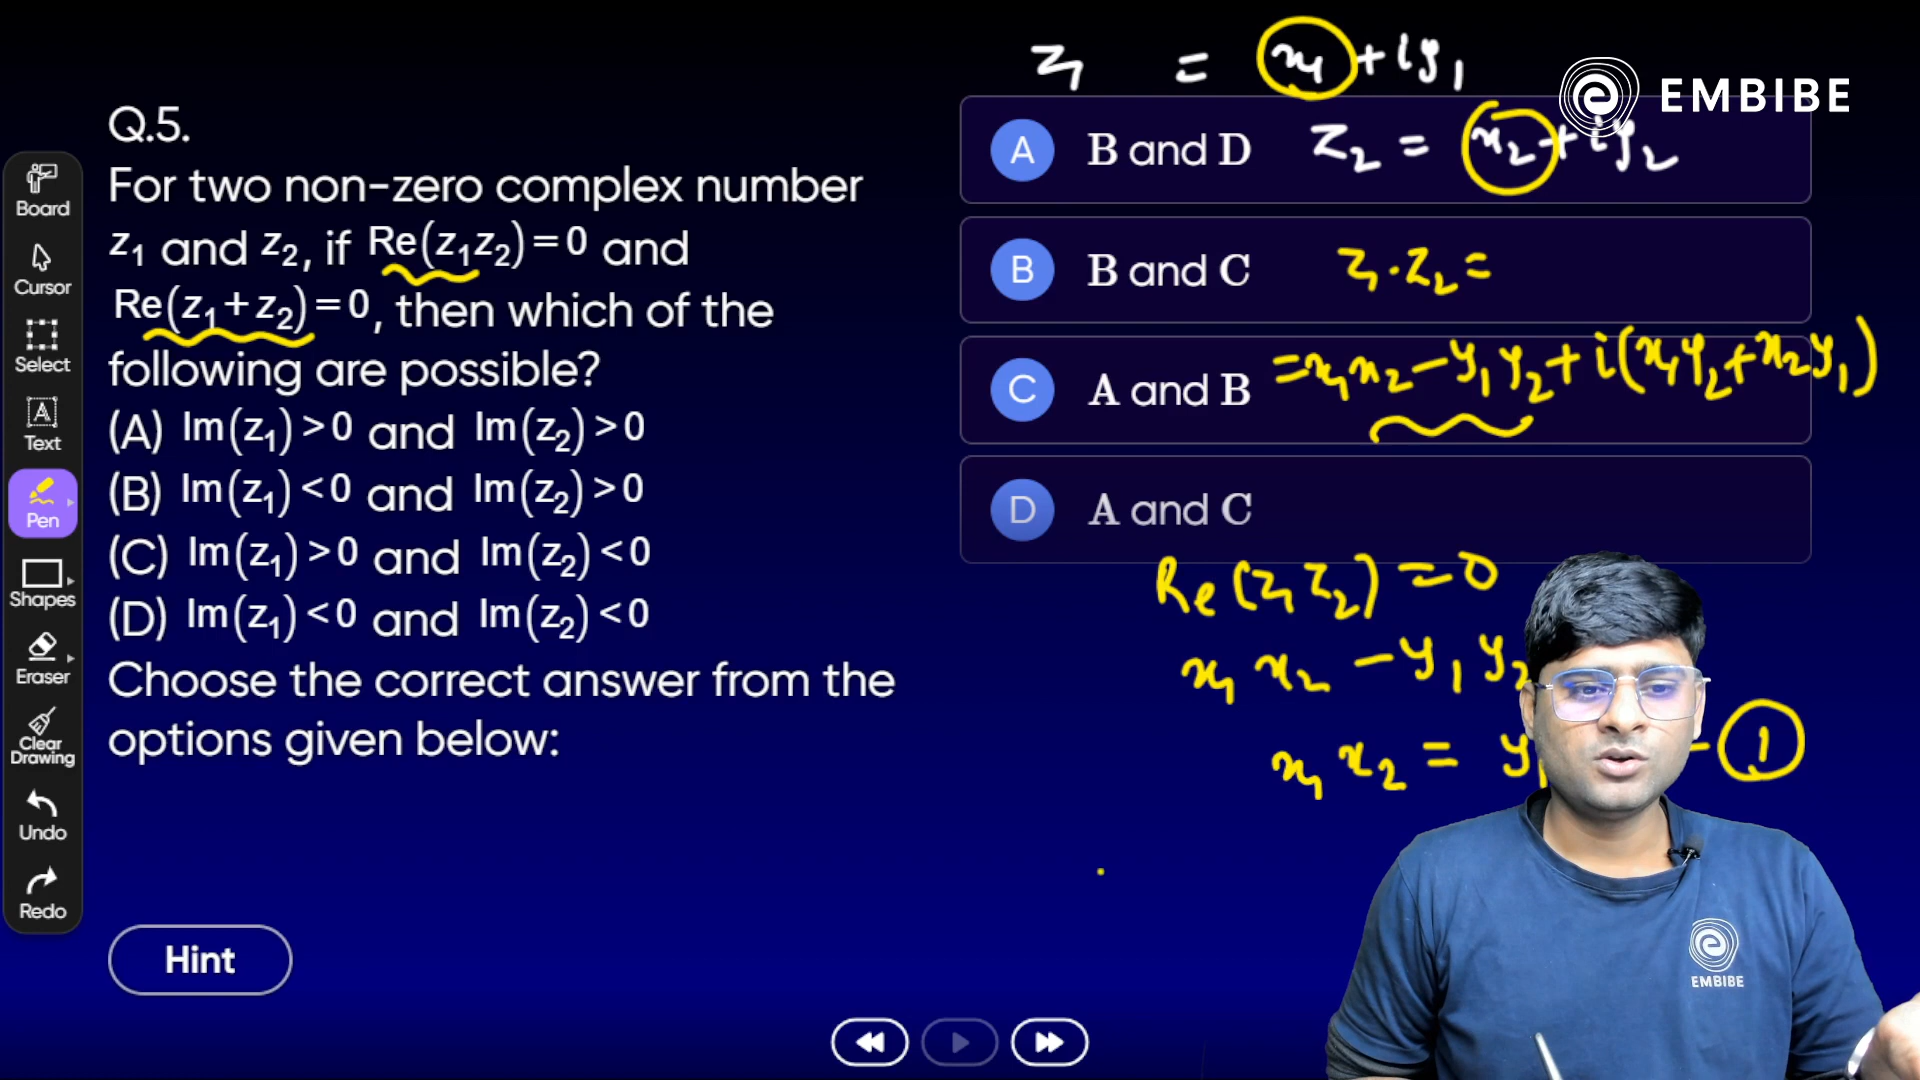 Board
Cursor
Select
Text
Pen
Shapes
Eraser
Clear
Drawing
Undo
Redo
Q.5.
For two non-zero complex number
z₁ and z₂, if Re(z₁z₂)=0 and
Re(z₁+z₂)=0, then which of the
following are possible?
(A) Im(z₁)>0 and Im(z₂)>0
(B) Im(z₁)<0 and Im(z₂)>0
(C) Im(z₁)>0 and Im(z₂)<0
(D) Im(z₁)<0 and Im(z₂)<0
Choose the correct answer from the
options given below:
Hint
z₁ = x₁+iy₁
EMBIBE
A B and D z₂ = x₂+iy₂
B B and C z₁·z₂=
C A and B =x₁x₂-y₁y₂+i(x₁y₂+x₂y₁)
D A and C
Re(z₁z₂)=0
x₁x₂-y₁y₂
x₁x₂ = y₁ - 1
EMBIBE